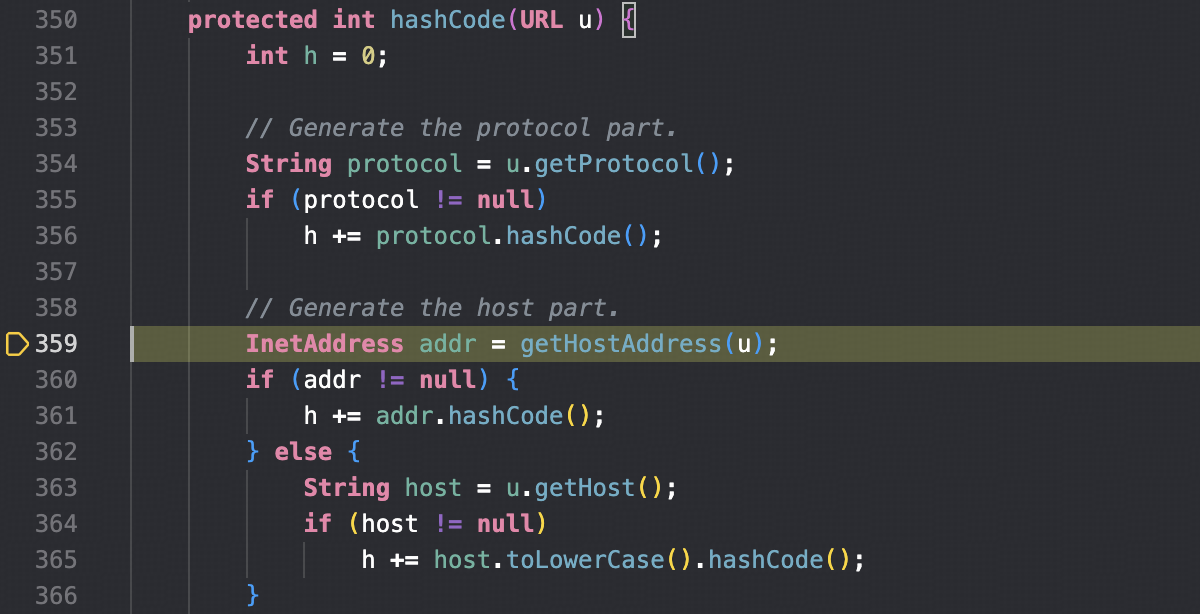 350 protected int hashCode(URL u) {
351 int h = 0;
352
353 // Generate the protocol part.
354 String protocol = u.getProtocol();
355 if (protocol != null)
356 h += protocol.hashCode();
357
358 // Generate the host part.
359 InetAddress addr = getHostAddress(u);
360 if (addr != null) {
361 h += addr.hashCode();
362 } else {
363 String host = u.getHost();
364 if (host != null)
365 h += host.toLowerCase().hashCode();
366 }